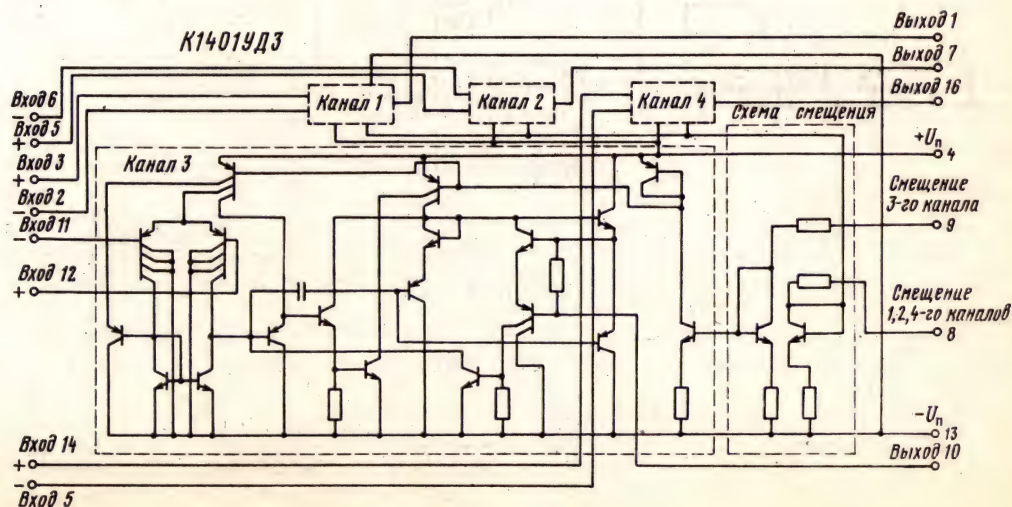 К1401УД3
Вход 6
−
Вход 5
+
Вход 3
+
Вход 2
−
Вход 11
−
Вход 12
+
Вход 14
+
−
Вход 5
Канал 1
Канал 2
Канал 4
Канал 3
Схема смещения
Выход 1
Выход 7
Выход 16
+Uп
4
Смещение
3-го канала
9
Смещение
1,2,4-го каналов
8
−Uп
13
Выход 10